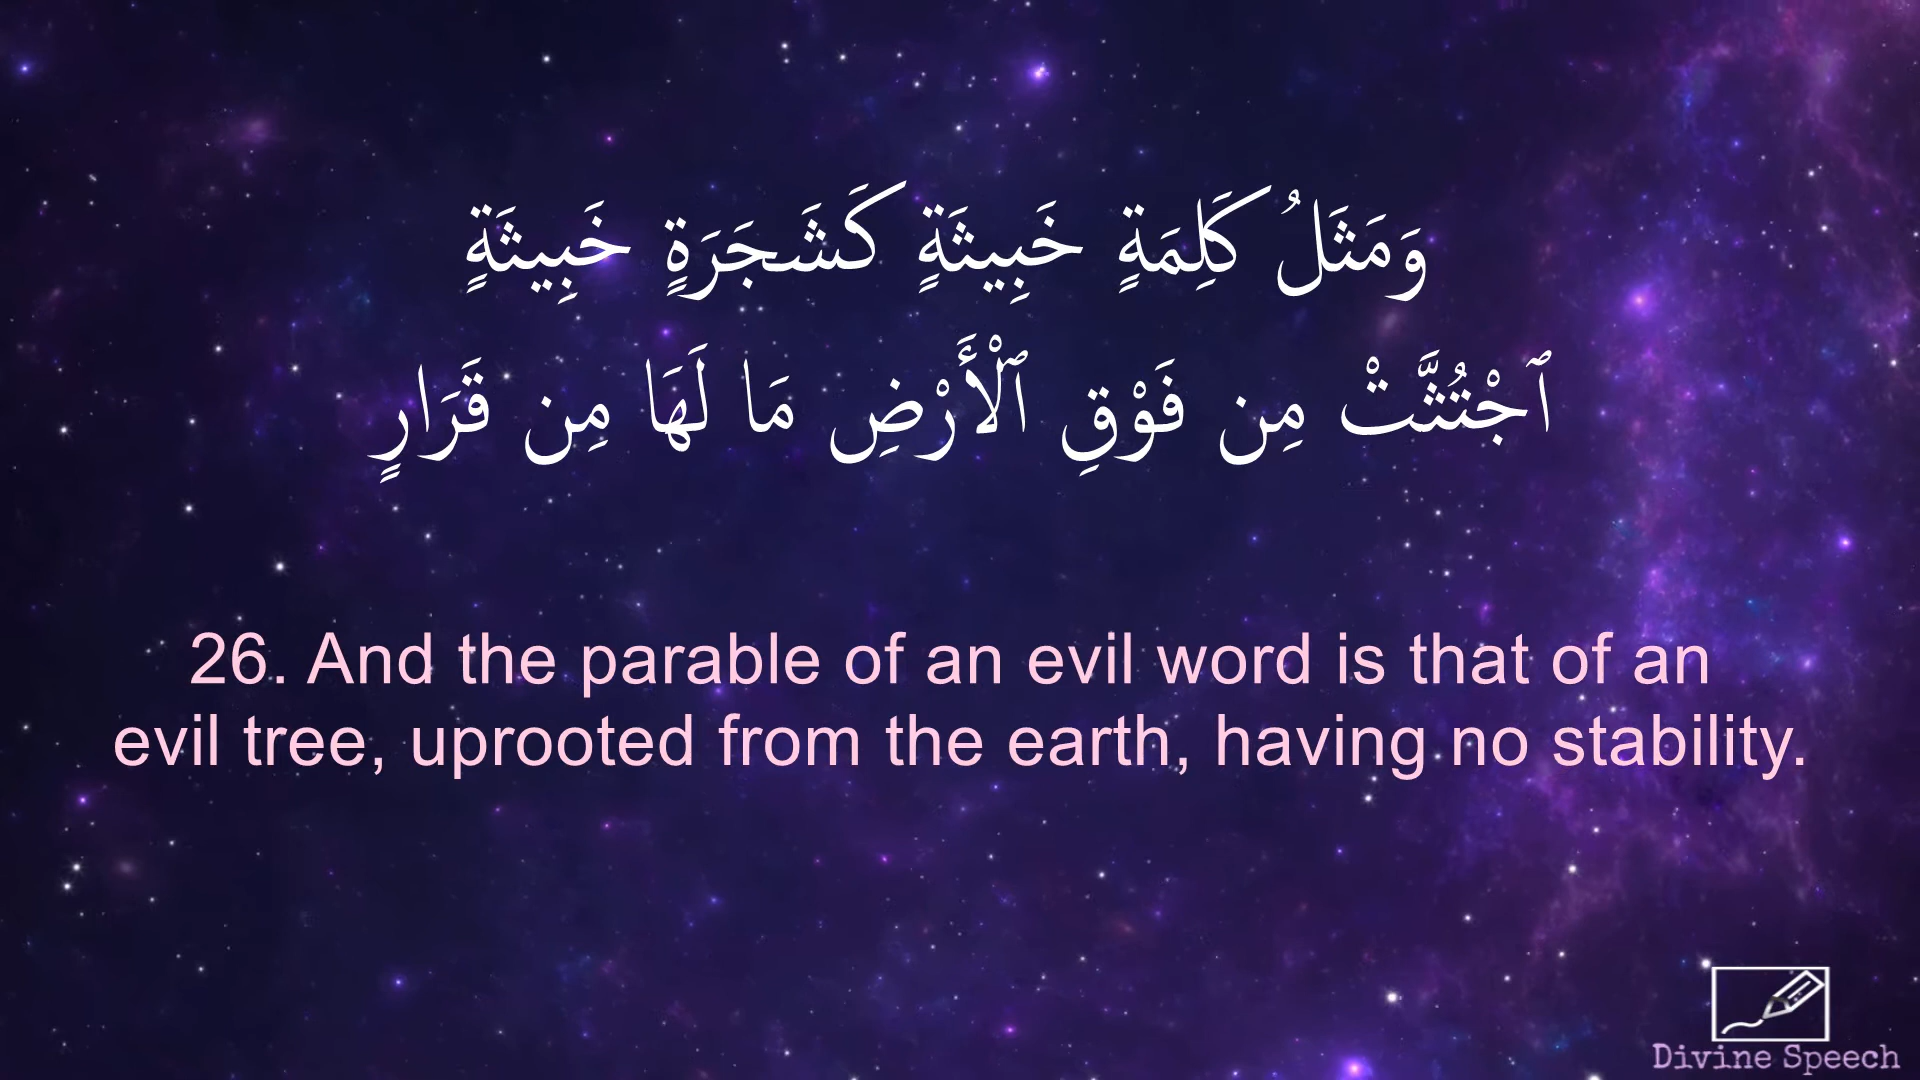 وَمَثَلُ كَلِمَةٍ خَبِيثَةٍ كَشَجَرَةٍ خَبِيثَةٍ
ٱجْتُثَّتْ مِن فَوْقِ ٱلْأَرْضِ مَا لَهَا مِن قَرَارٍ
26. And the parable of an evil word is that of an
evil tree, uprooted from the earth, having no stability.
Divine Speech